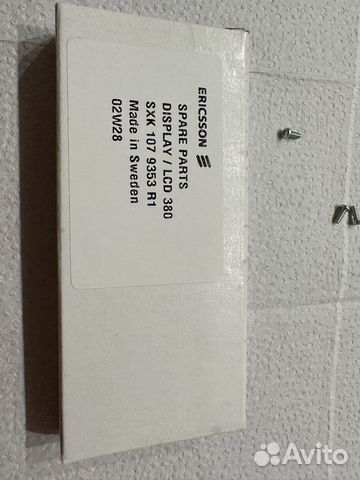 ERICSSON
SPARE PARTS
DISPLAY / LCD 380
SXK 107 9353 R1
Made in Sweden
02W28
Avito